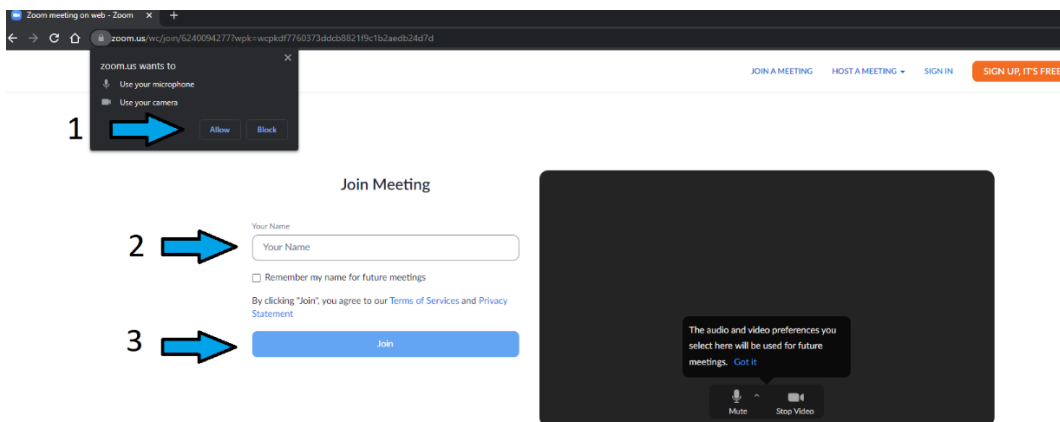 Zoom meeting on web - Zoom
zoom.us/wc/join/6240094277?wpk=wcpkdf7760373ddcb8821f9c1b2aedb24d7d
zoom.us wants to
Use your microphone
Use your camera
Allow Block
JOIN A MEETING HOST A MEETING SIGN IN SIGN UP, IT'S FREE
1
Join Meeting
Your Name
2
Your Name
Remember my name for future meetings
By clicking "Join", you agree to our Terms of Services and Privacy
Statement
3
Join
The audio and video preferences you
select here will be used for future
meetings. Got it
Mute Stop Video